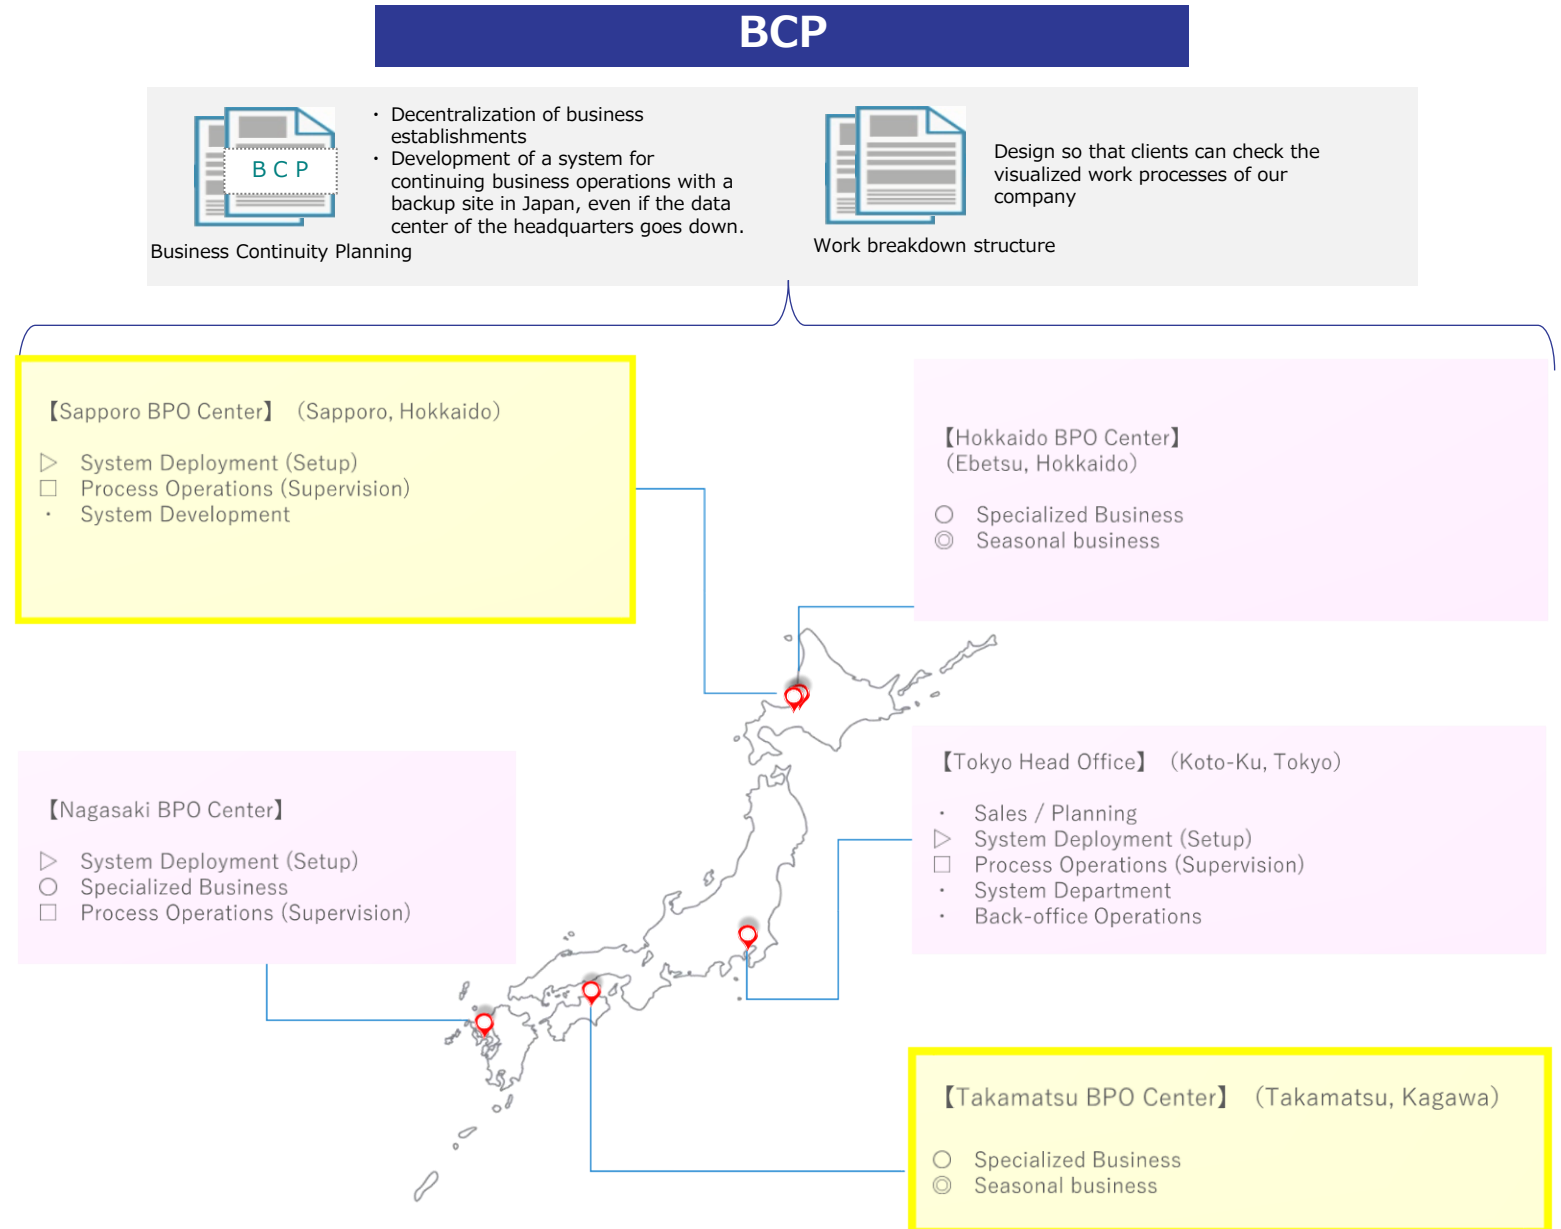 BCP
B C P
Business Continuity Planning
・ Decentralization of business
establishments
・ Development of a system for
continuing business operations with a
backup site in Japan, even if the data
center of the headquarters goes down.
Work breakdown structure
Design so that clients can check the
visualized work processes of our
company
【Sapporo BPO Center】 （Sapporo, Hokkaido）
▷ System Deployment (Setup)
□ Process Operations (Supervision)
・ System Development
【Hokkaido BPO Center】
（Ebetsu, Hokkaido）
○ Specialized Business
◎ Seasonal business
【Nagasaki BPO Center】
▷ System Deployment (Setup)
○ Specialized Business
□ Process Operations (Supervision)
【Tokyo Head Office】 （Koto-Ku, Tokyo）
・ Sales / Planning
▷ System Deployment (Setup)
□ Process Operations (Supervision)
・ System Department
・ Back-office Operations
【Takamatsu BPO Center】 （Takamatsu, Kagawa）
○ Specialized Business
◎ Seasonal business